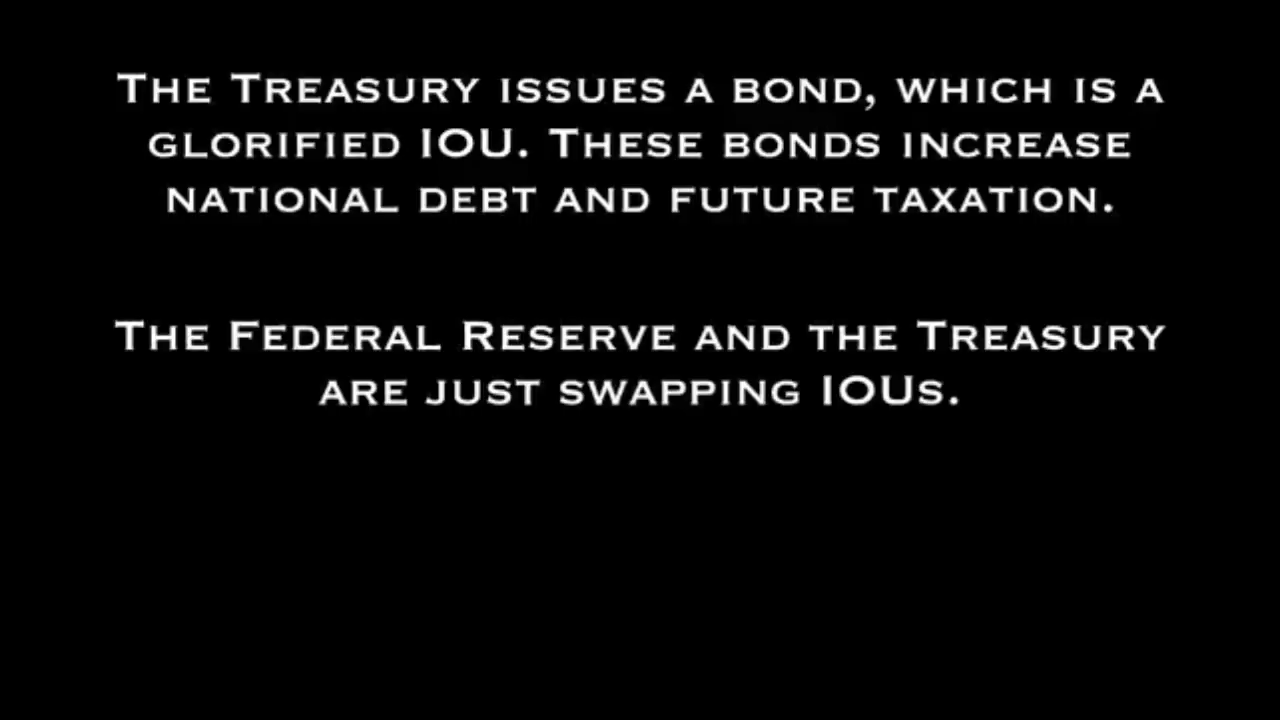 The Treasury issues a bond, which is a
glorified IOU. These bonds increase
national debt and future taxation.
The Federal Reserve and the Treasury
are just swapping IOUs.